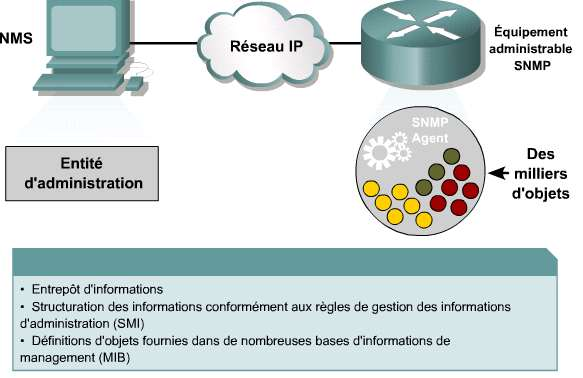 NMS
Réseau IP
Équipement
administrable
SNMP
SNMP
Agent
Entité
d'administration
Des
milliers
d'objets
▪ Entrepôt d'informations
▪ Structuration des informations conformément aux règles de gestion des informations
d'administration (SMI)
▪ Définitions d'objets fournies dans de nombreuses bases d'informations de
management (MIB)